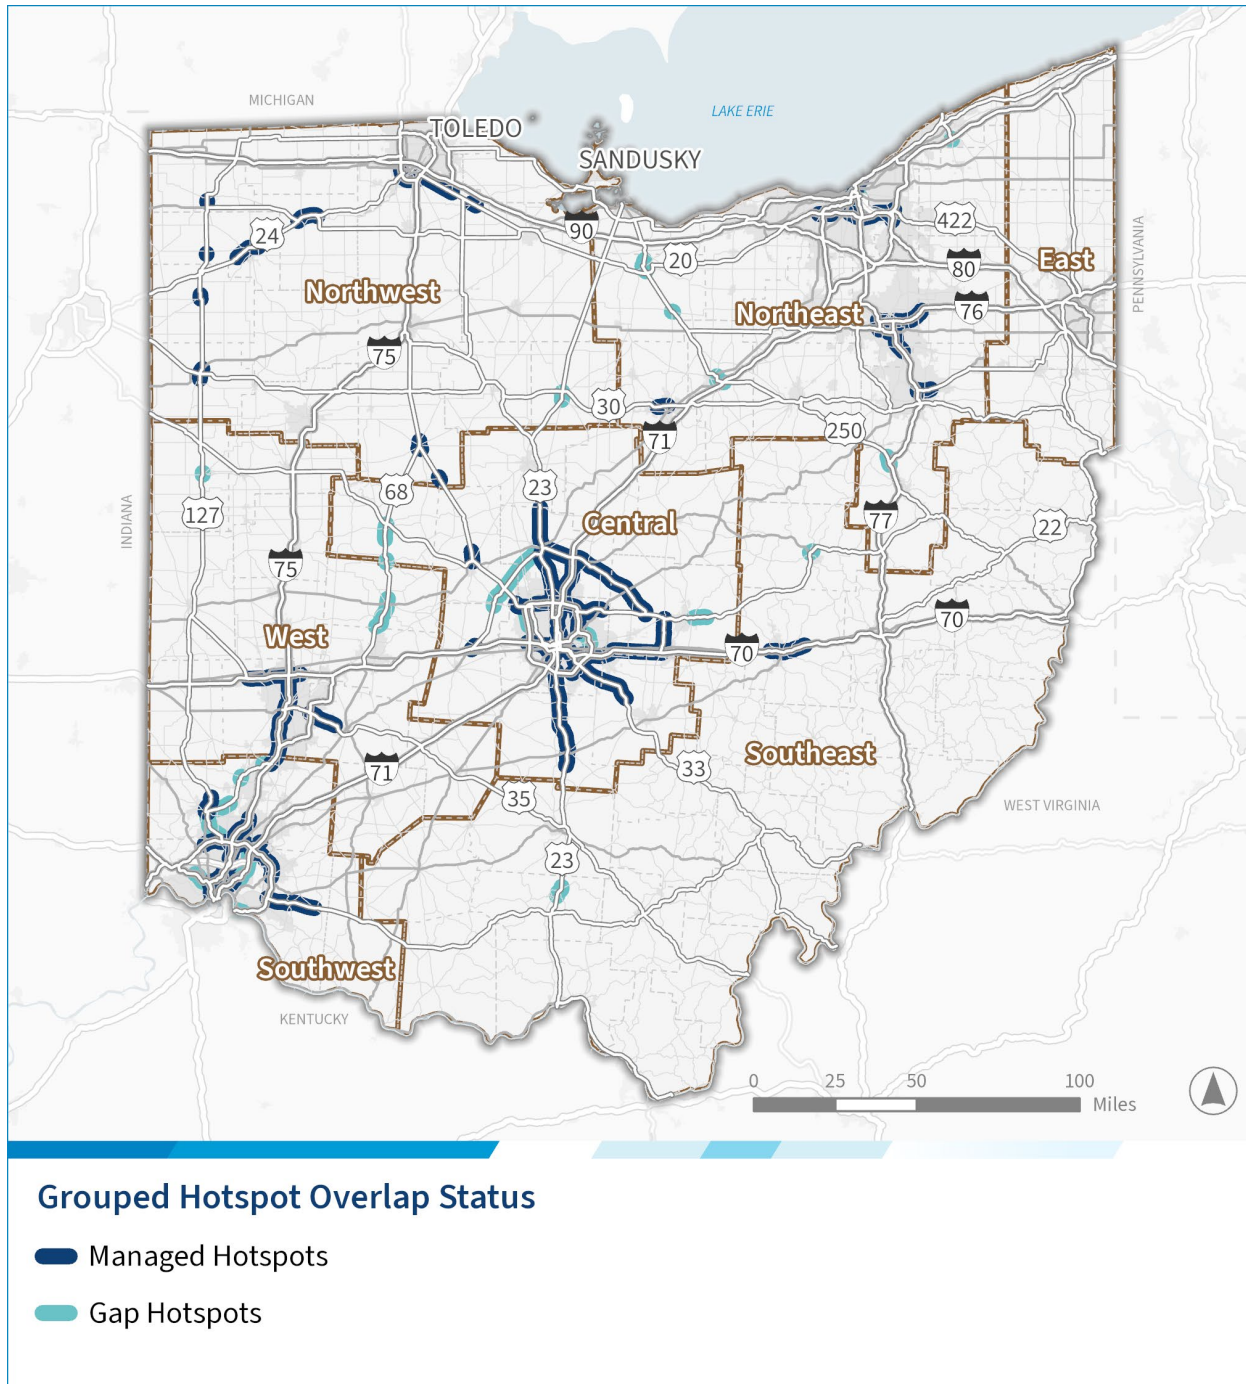 MICHIGAN
LAKE ERIE
TOLEDO
SANDUSKY
90
422
24
20
80
East
PENNSYLVANIA
Northwest
Northeast
76
75
30
71
250
68
23
127
Central
77
22
INDIANA
75
70
West
70
Southeast
71
33
35
WEST VIRGINIA
23
Southwest
KENTUCKY
0 25 50 100
Miles
Grouped Hotspot Overlap Status
Managed Hotspots
Gap Hotspots